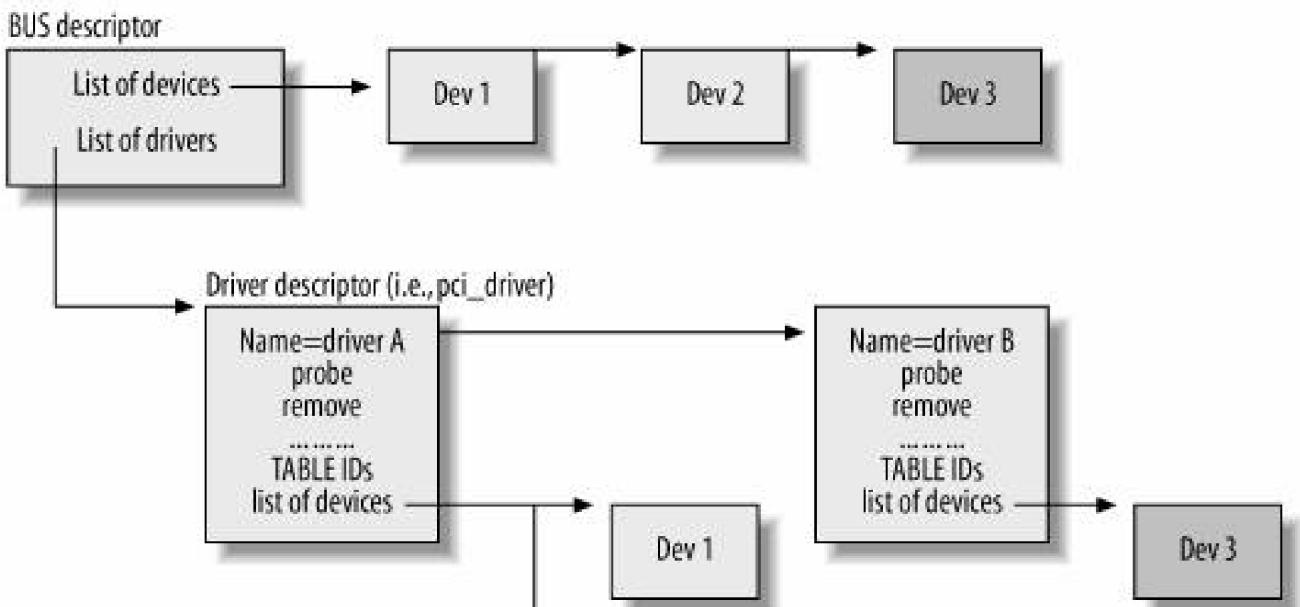 BUS descriptor
List of devices
List of drivers
Dev 1
Dev 2
Dev 3
Driver descriptor (i.e., pci_driver)
Name=driver A
probe
remove
... ... ...
TABLE IDs
list of devices
Dev 1
Name=driver B
probe
remove
... ... ...
TABLE IDs
list of devices
Dev 3